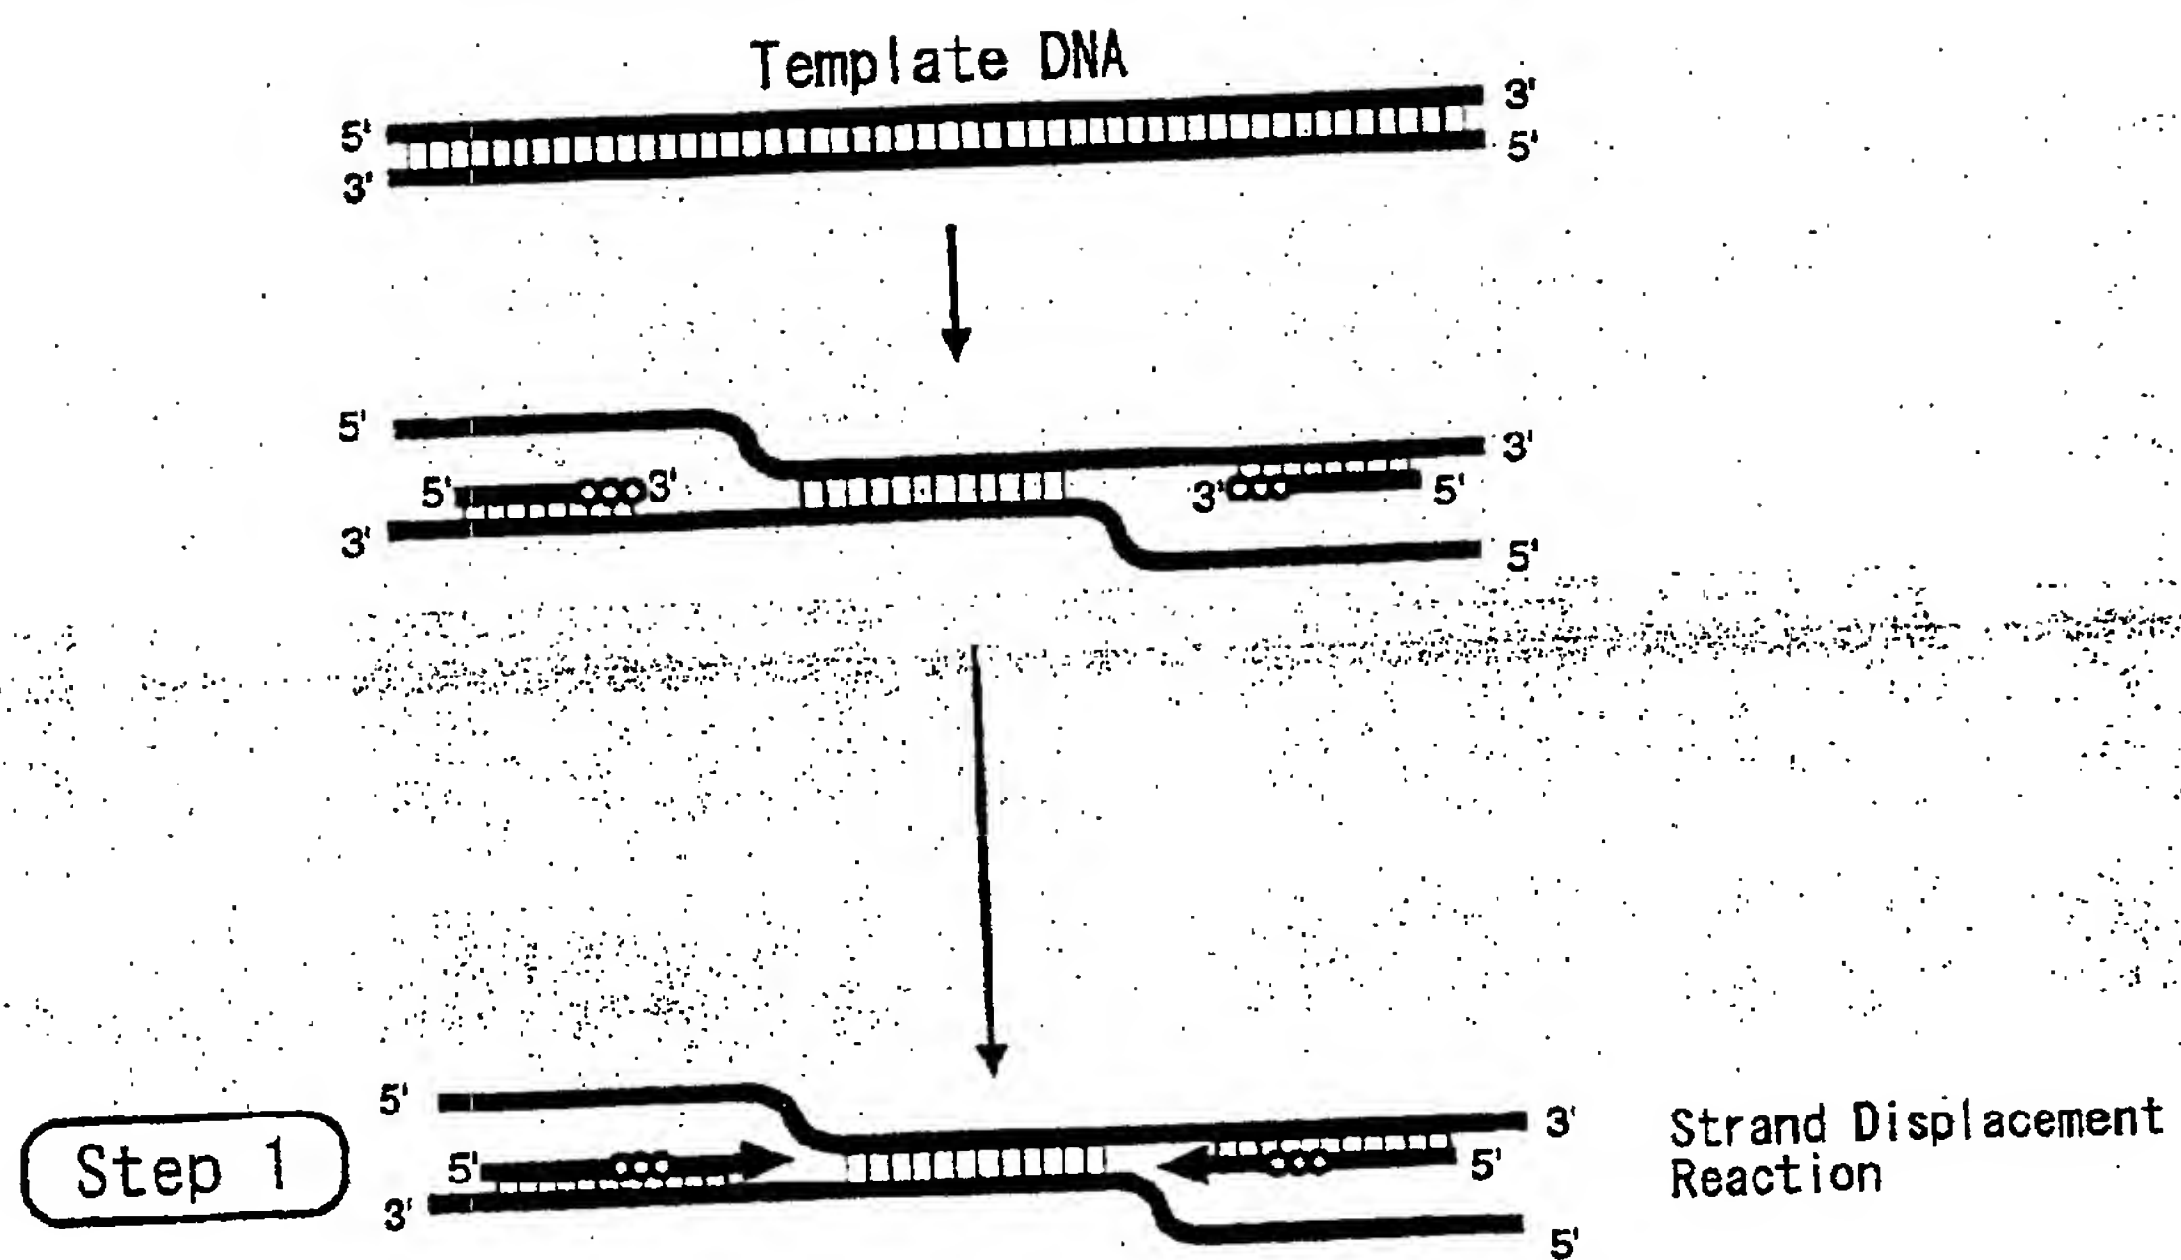 Template DNA
5' 3'
3' 5'
5' 3'
5' 3' 3' 5'
3' 5'
5' 3'
Step 1 5' 5' Strand Displacement
3' 5' Reaction